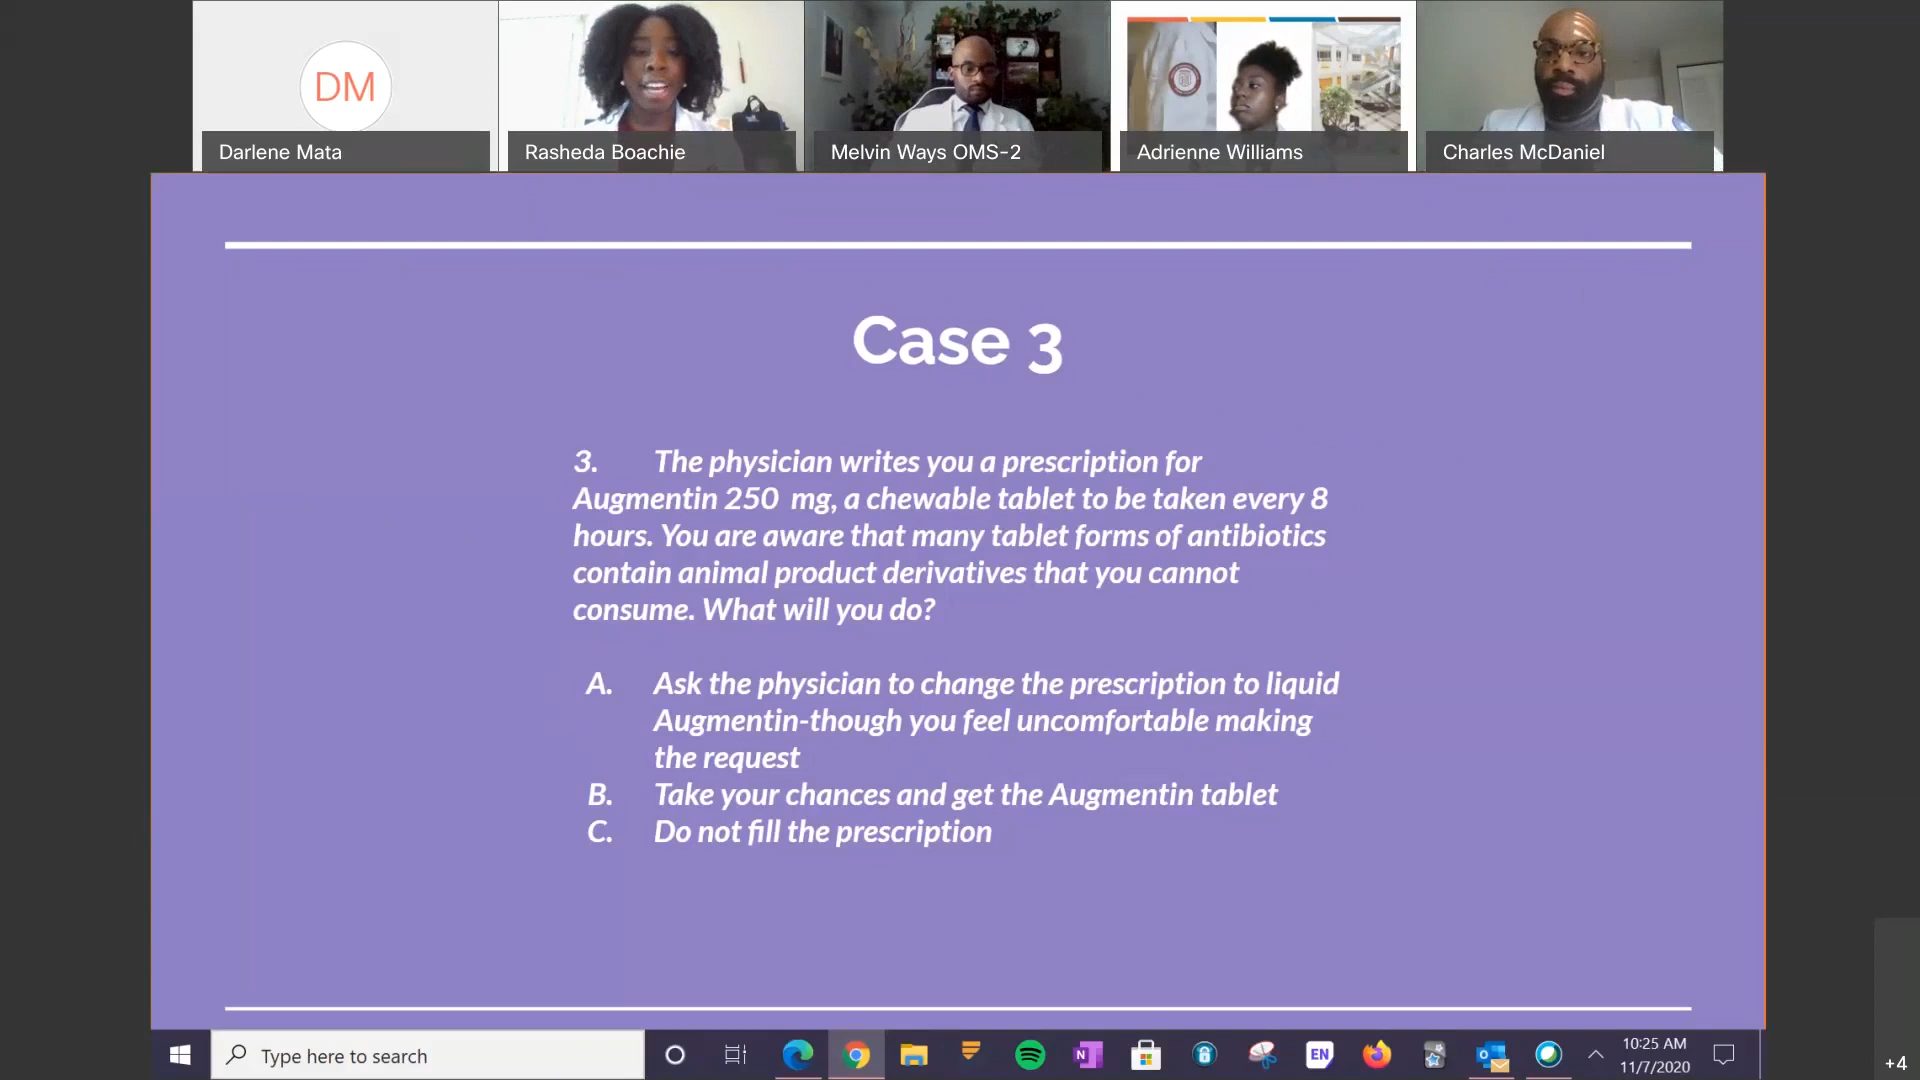 DM
Darlene Mata
Rasheda Boachie
Melvin Ways OMS-2
Adrienne Williams
Charles McDaniel
Case 3
3. The physician writes you a prescription for
Augmentin 250 mg, a chewable tablet to be taken every 8
hours. You are aware that many tablet forms of antibiotics
contain animal product derivatives that you cannot
consume. What will you do?
A. Ask the physician to change the prescription to liquid
Augmentin-though you feel uncomfortable making
the request
B. Take your chances and get the Augmentin tablet
C. Do not fill the prescription
Type here to search
N
EN
10:25 AM
11/7/2020
+4